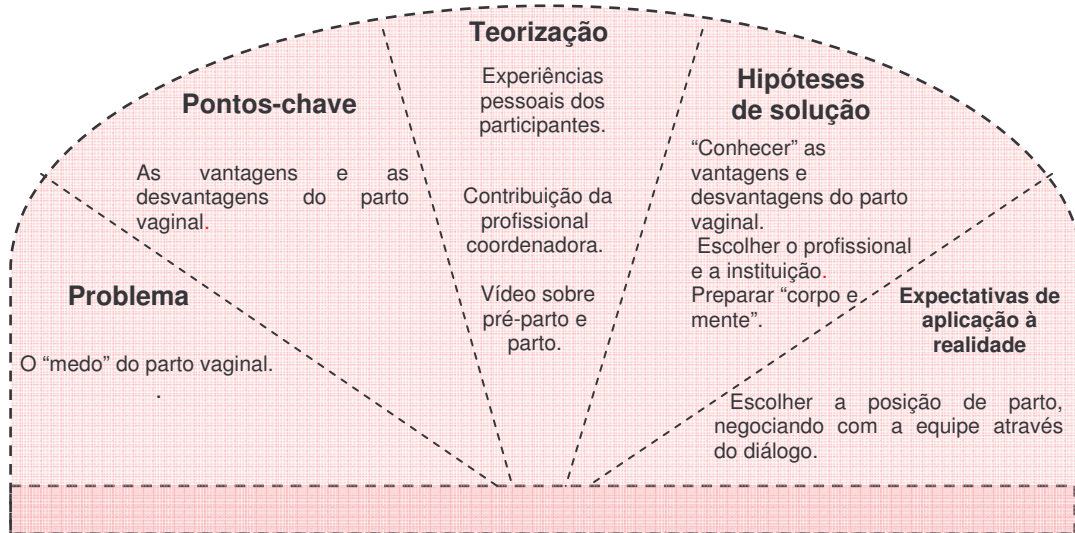 Problema
O “medo” do parto vaginal.
.
Pontos-chave
As vantagens e as
desvantagens do parto
vaginal.
Teorização
Experiências
pessoais dos
participantes.
Contribuição da
profissional
coordenadora.
Vídeo sobre
pré-parto e
parto.
Hipóteses
de solução
“Conhecer” as
vantagens e
desvantagens do parto
vaginal.
Escolher o profissional
e a instituição.
Preparar “corpo e
mente”.
Expectativas de
aplicação à
realidade
Escolher a posição de parto,
negociando com a equipe através
do diálogo.